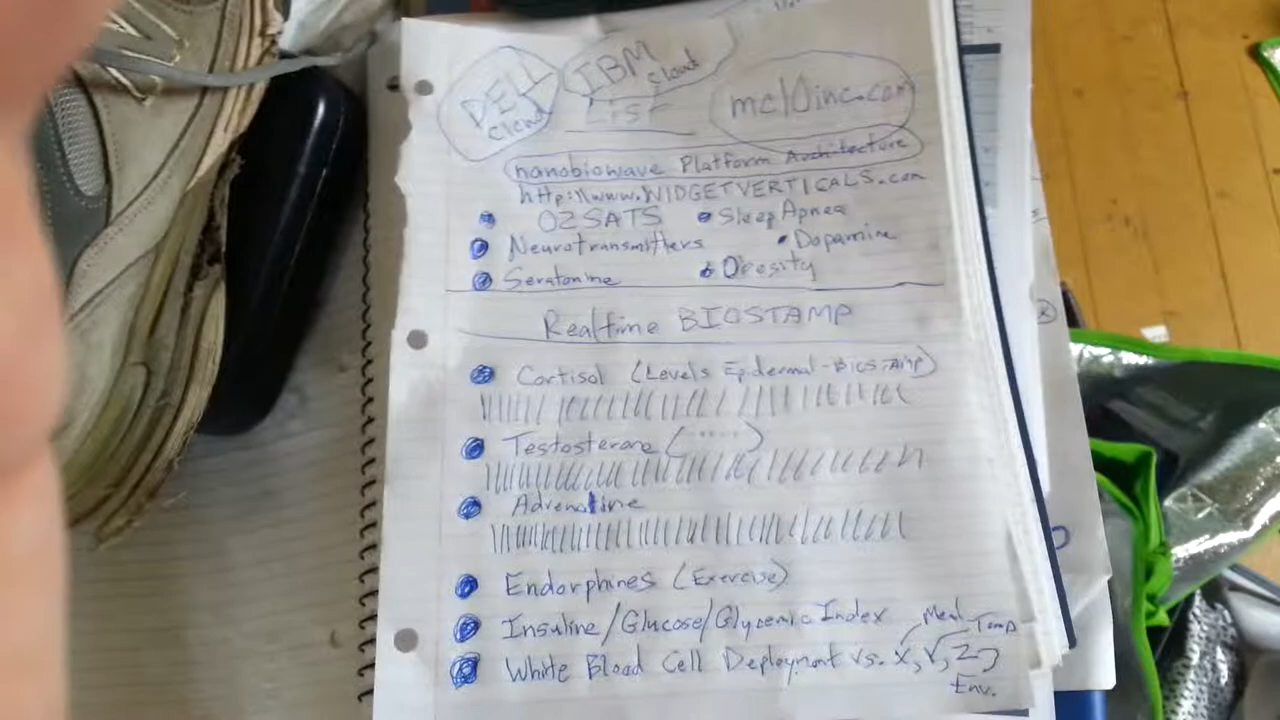 DELL cloud
IBM cloud
List
mc10inc.com
nanobiowave Platform Architecture
http://www.WIDGETVERTICALS.com
O2SATS
Sleep Apnea
Neurotransmitters
Dopamine
Seratonine
Obesity
Realtime BIOSTAMP
Cortisol (Levels Epidermal-
Testosterone (.....)
Adrenaline
Endorphines (Exercise)
Insuline/Glucose/Glycemic Index
Meal Temp
White Blood Cell Deployment vs. x, y, z
Env.